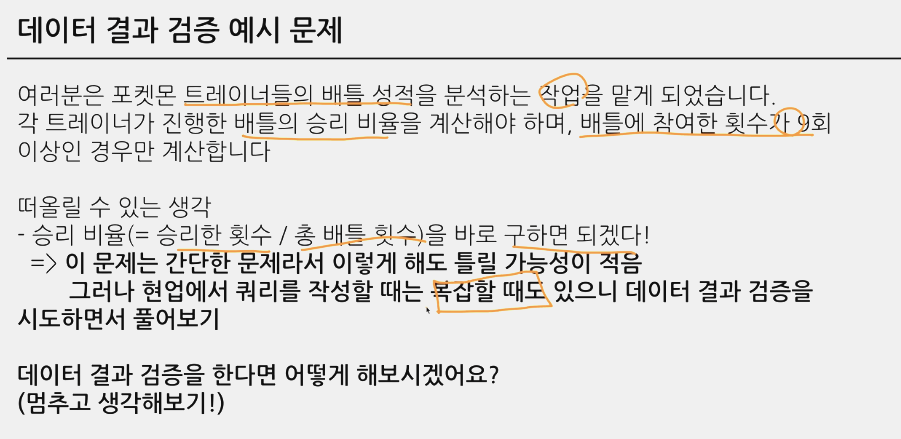 데이터 결과 검증 예시 문제
여러분은 포켓몬 트레이너들의 배틀 성적을 분석하는 작업을 맡게 되었습니다.
각 트레이너가 진행한 배틀의 승리 비율을 계산해야 하며, 배틀에 참여한 횟수가 9회
이상인 경우만 계산합니다
떠올릴 수 있는 생각
- 승리 비율(= 승리한 횟수 / 총 배틀 횟수)을 바로 구하면 되겠다!
=> 이 문제는 간단한 문제라서 이렇게 해도 틀릴 가능성이 적음
그러나 현업에서 쿼리를 작성할 때는 복잡할 때도 있으니 데이터 결과 검증을
시도하면서 풀어보기
데이터 결과 검증을 한다면 어떻게 해보시겠어요?
(멈추고 생각해보기!)